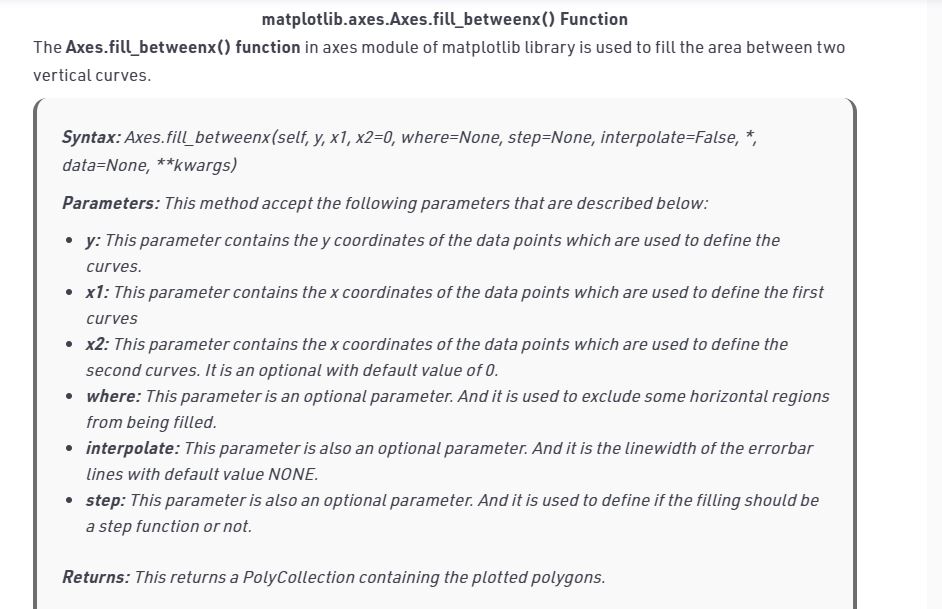 matplotlib.axes.Axes.fill_betweenx() Function
The Axes.fill_betweenx() function in axes module of matplotlib library is used to fill the area between two
vertical curves.
Syntax: Axes.fill_betweenx(self, y, x1, x2=0, where=None, step=None, interpolate=False, *,
data=None, **kwargs)
Parameters: This method accept the following parameters that are described below:
• y: This parameter contains the y coordinates of the data points which are used to define the
curves.
• x1: This parameter contains the x coordinates of the data points which are used to define the first
curves
• x2: This parameter contains the x coordinates of the data points which are used to define the
second curves. It is an optional with default value of 0.
• where: This parameter is an optional parameter. And it is used to exclude some horizontal regions
from being filled.
• interpolate: This parameter is also an optional parameter. And it is the linewidth of the errorbar
lines with default value NONE.
• step: This parameter is also an optional parameter. And it is used to define if the filling should be
a step function or not.
Returns: This returns a PolyCollection containing the plotted polygons.